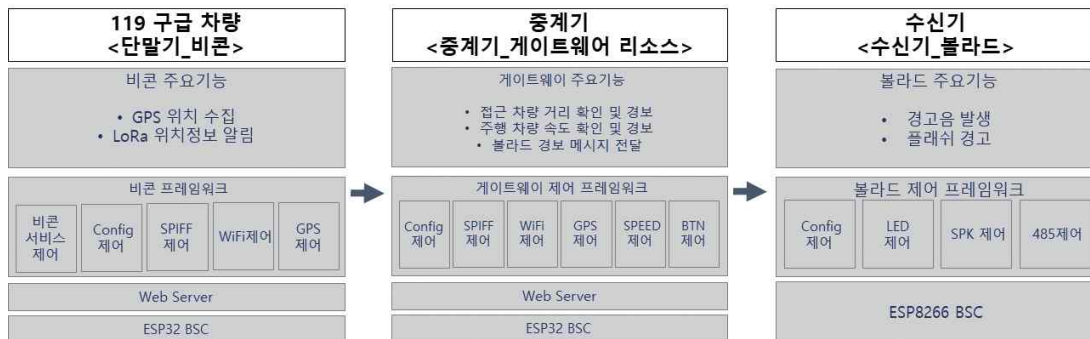 119 구급 차량
<단말기_비콘>
비콘 주요기능
• GPS 위치 수집
• LoRa 위치정보 알림
비콘 프레임워크
비콘
서비스
제어
Config
제어
SPIFF
제어
WiFi제어
GPS
제어
Web Server
ESP32 BSC
중계기
<중계기_게이트웨어 리소스>
게이트웨이 주요기능
• 접근 차량 거리 확인 및 경보
• 주행 차량 속도 확인 및 경보
• 볼라드 경보 메시지 전달
게이트웨이 제어 프레임워크
Config
제어
SPIFF
제어
WiFi
제어
GPS
제어
SPEED
제어
BTN
제어
Web Server
ESP32 BSC
수신기
<수신기_볼라드>
볼라드 주요기능
• 경고음 발생
• 플래쉬 경고
볼라드 제어 프레임워크
Config
제어
LED
제어
SPK 제어
485제어
ESP8266 BSC